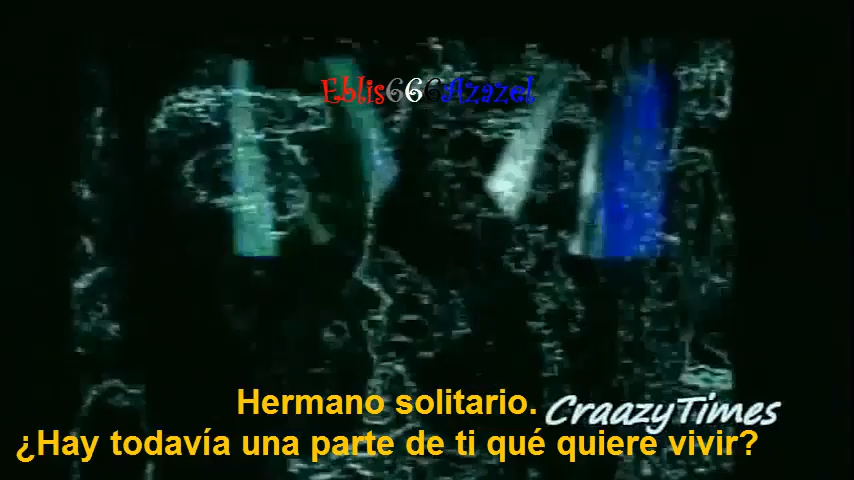 Eblis666Azazel
Hermano solitario.
CraazyTimes
¿Hay todavía una parte de ti qué quiere vivir?